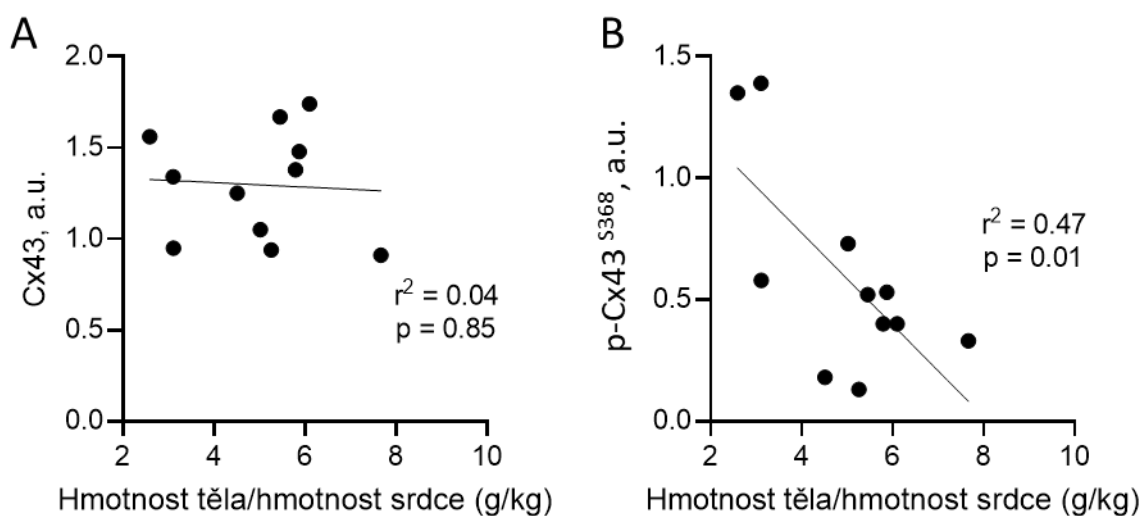 A
2.0
1.5
1.0
0.5
0.0
Cx43, a.u.
r² = 0.04
p = 0.85
2 4 6 8 10
Hmotnost těla/hmotnost srdce (g/kg)
B
1.5
1.0
0.5
0.0
p-Cx43 ˢ³⁶⁸, a.u.
r² = 0.47
p = 0.01
2 4 6 8 10
Hmotnost těla/hmotnost srdce (g/kg)